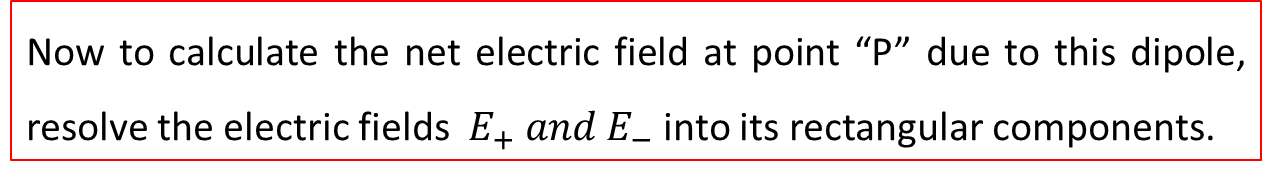 Now to calculate the net electric field at point “P” due to this dipole,
resolve the electric fields E₊ and E₋ into its rectangular components.